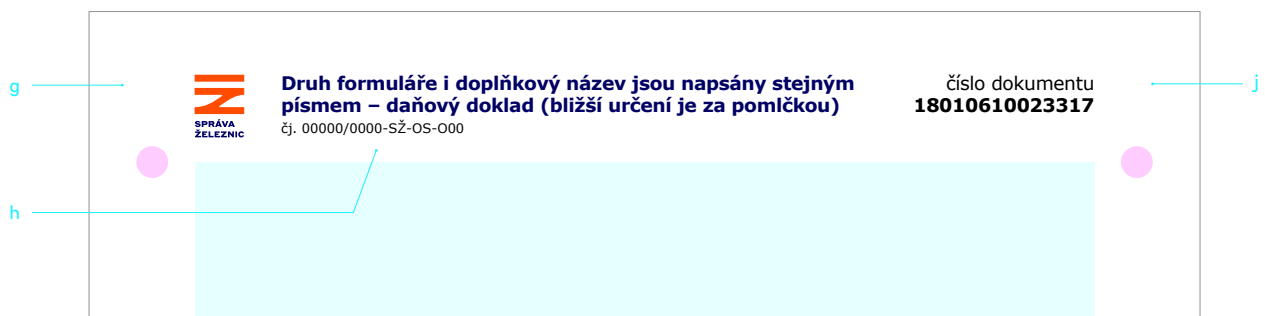 g
SPRÁVA
ŽELEZNIC
Druh formuláře i doplňkový název jsou napsány stejným
písmem – daňový doklad (bližší určení je za pomlčkou)
čj. 00000/0000-SŽ-OS-O00
číslo dokumentu
18010610023317
j
h